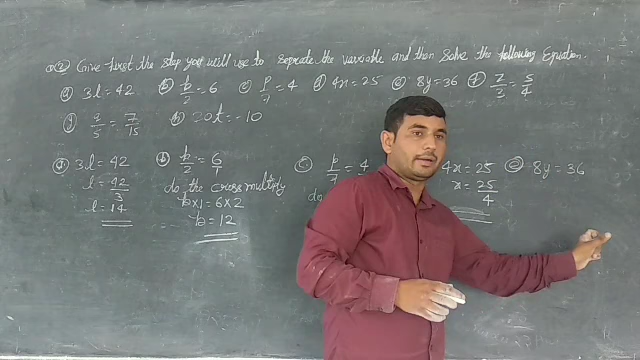 Q② Give first the step you will use to seprate the variable and then solve the following Equation.
ⓐ 3l = 42 ⓑ b/2 = 6 ⓒ p/7 = 4 ⓓ 4x = 25 ⓔ 8y = 36 ⓕ z/3 = 5/4
ⓖ a/5 = 7/15 ⓗ 20t = -10
ⓐ 3l = 42
l = 42/3
l = 14
ⓑ b/2 = 6/1
do the cross multiply
b×1 = 6×2
b = 12
ⓒ p/7 = 4/
do
4x = 25
x = 25/4
ⓔ 8y = 36